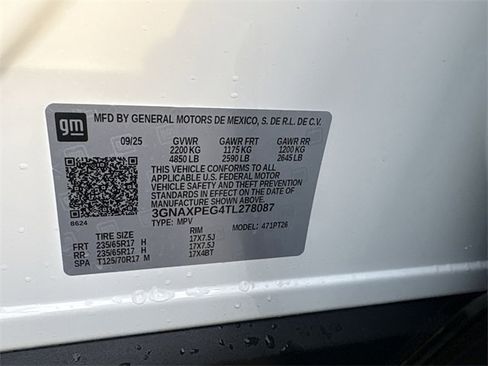 gm
MFD BY GENERAL MOTORS DE MEXICO, S. DE R.L. DE C.V.
09/25 GVWR GAWR FRT GAWR RR
2200 KG 1175 KG 1200 KG
4850 LB 2590 LB 2645 LB
THIS VEHICLE CONFORMS TO ALL
APPLICABLE U.S. FEDERAL MOTOR
VEHICLE SAFETY STANDARDS IN
EFFECT ON THE DATE OF
MANUFACTURE SHOWN ABOVE.
8624
3GNAXPEG4TL278087
TYPE: MPV MODEL: 471PT26
TIRE SIZE RIM
FRT 235/65R17 H 17X7.5J
RR 235/65R17 H 17X7.5J
SPA T125/70R17 M 17X4BT